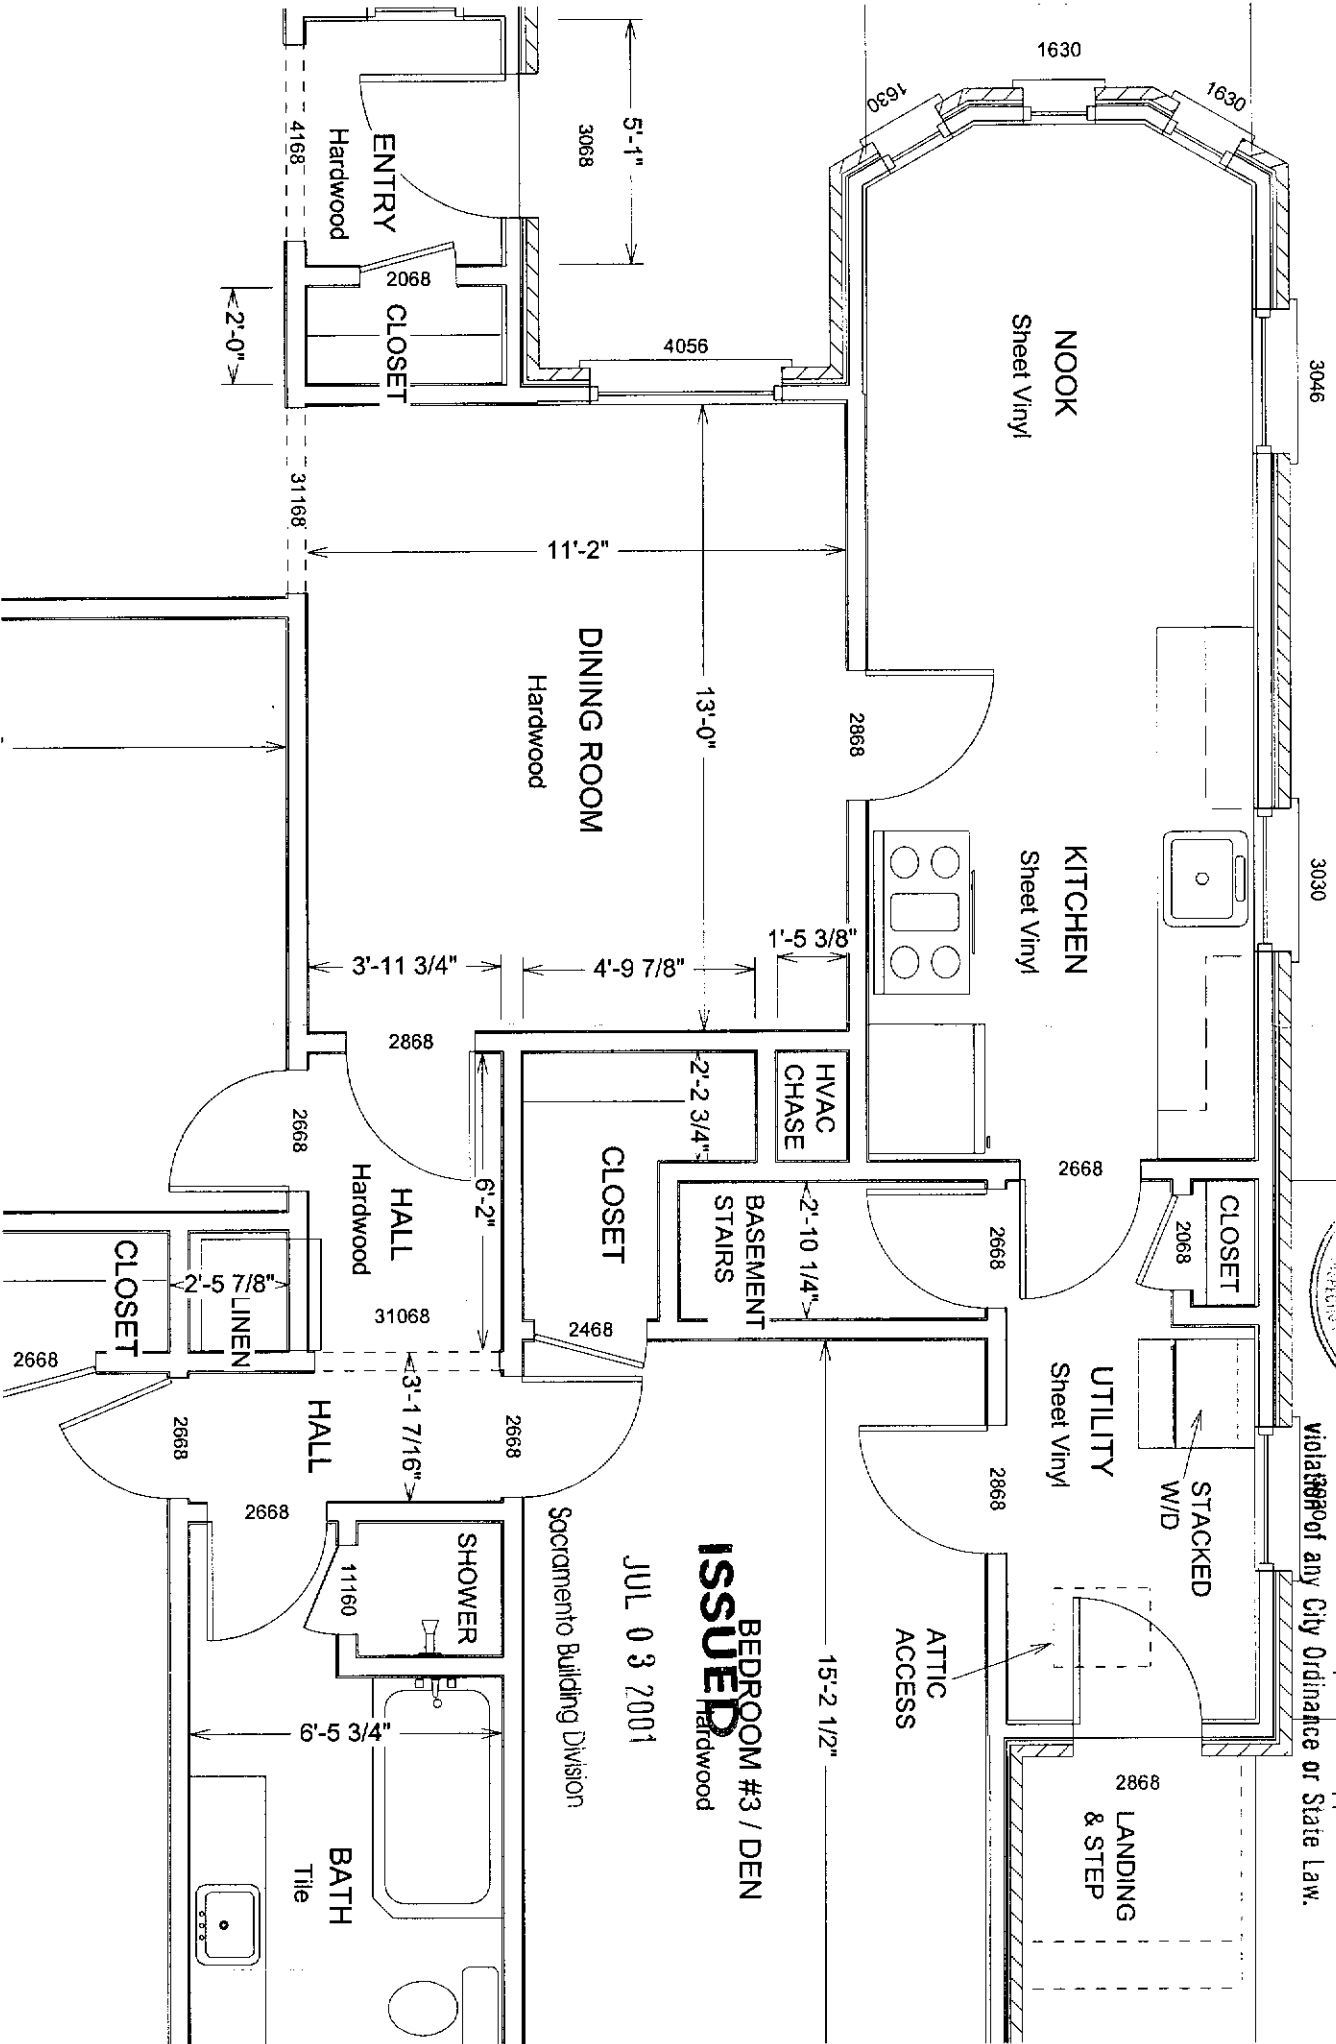 1630
1630
1630
5'-1"
3068
4168
ENTRY
Hardwood
2068
CLOSET
2'-0"
4056
NOOK
Sheet Vinyl
3046
31168
11'-2"
DINING ROOM
Hardwood
13'-0"
2868
KITCHEN
Sheet Vinyl
3030
3'-11 3/4"
4'-9 7/8"
1'-5 3/8"
2868
2668
HALL
Hardwood
6'-2"
2'-2 3/4"
HVAC
CHASE
CLOSET
BASEMENT
STAIRS
2'-10 1/4"
2668
2668
2068
CLOSET
CLOSET
2'-5 7/8"
LINEN
31068
2468
2668
3'-1 7/16"
HALL
2668
2668
2668
UTILITY
Sheet Vinyl
STACKED
W/D
2868
3030
violation of any City Ordinance or State Law.
SHOWER
11160
Sacramento Building Division
JUL 03 2001
ISSUED
BEDROOM #3 / DEN
Hardwood
15'-2 1/2"
ATTIC
ACCESS
6'-5 3/4"
BATH
Tile
2868
LANDING
& STEP